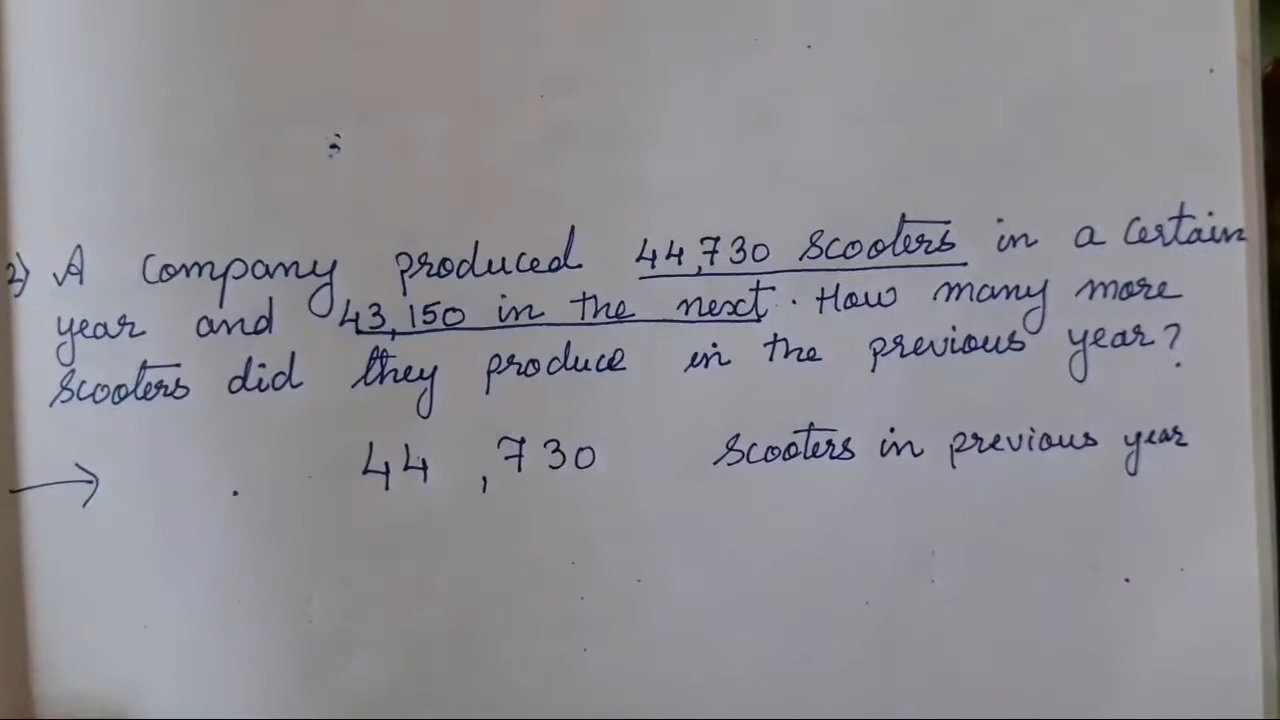 2) A company produced 44,730 scooters in a certain
year and 43,150 in the next. How many more
scooters did they produce in the previous year?
44,730 scooters in previous year